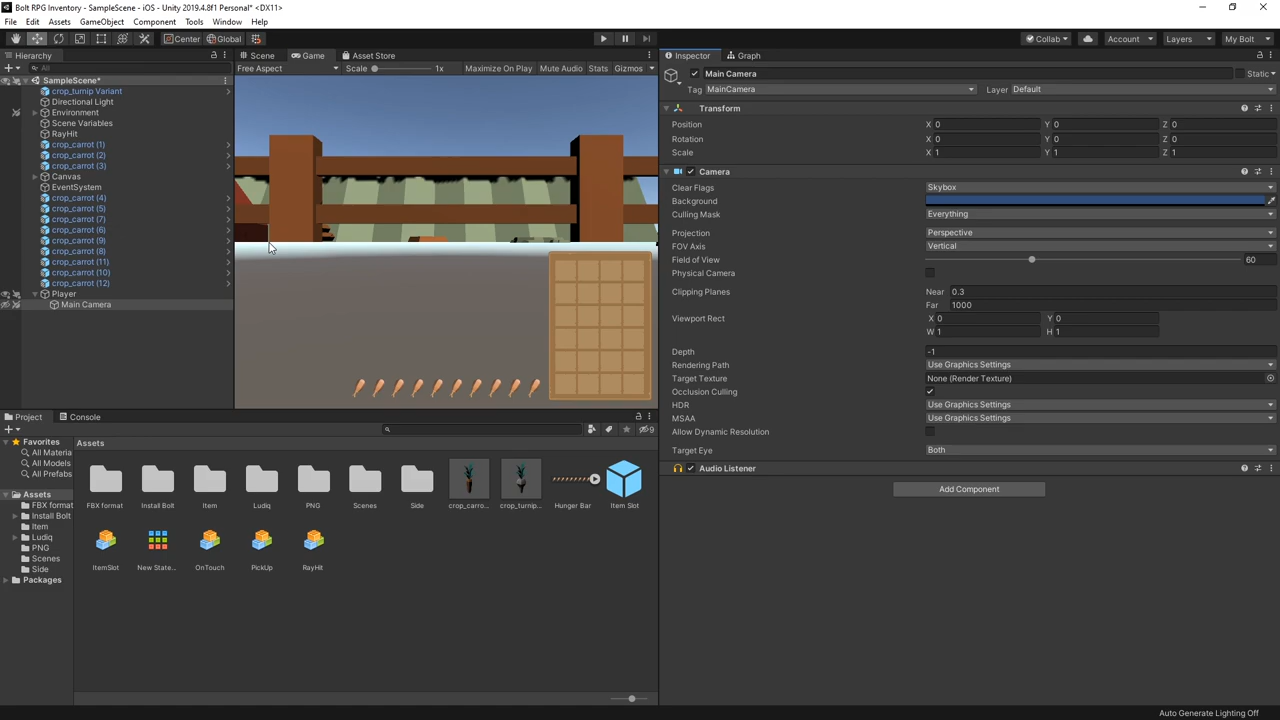 Bolt RPG Inventory - SampleScene - iOS - Unity 2019.4.8f1 Personal* <DX11>
File Edit Assets GameObject Component Tools Window Help
Center Global Collab Account Layers My Bolt
Hierarchy
All
SampleScene*
crop_turnip Variant
Directional Light
Environment
Scene Variables
RayHit
crop_carrot (1)
crop_carrot (2)
crop_carrot (3)
Canvas
EventSystem
crop_carrot (4)
crop_carrot (5)
crop_carrot (7)
crop_carrot (6)
crop_carrot (9)
crop_carrot (8)
crop_carrot (11)
crop_carrot (10)
crop_carrot (12)
Player
Main Camera
Scene Game Asset Store
Free Aspect Scale 1x Maximize On Play Mute Audio Stats Gizmos
Inspector Graph
Main Camera Static
Tag MainCamera Layer Default
Transform
Position X 0 Y 0 Z 0
Rotation X 0 Y 0 Z 0
Scale X 1 Y 1 Z 1
Camera
Clear Flags Skybox
Background
Culling Mask Everything
Projection Perspective
FOV Axis Vertical
Field of View 60
Physical Camera
Clipping Planes Near 0.3
Far 1000
Viewport Rect X 0 Y 0
W 1 H 1
Depth -1
Rendering Path Use Graphics Settings
Target Texture None (Render Texture)
Occlusion Culling
HDR Use Graphics Settings
MSAA Use Graphics Settings
Allow Dynamic Resolution
Target Eye Both
Audio Listener
Add Component
Project Console
9
Favorites
All Materia
All Models
All Prefabs
Assets
FBX format
Install Bolt
Item
Ludiq
PNG
Scenes
Side
Packages
Assets
FBX format Install Bolt Item Ludiq PNG Scenes Side crop_carro... crop_turnip... Hunger Bar Item Slot
ItemSlot New State... OnTouch PickUp RayHit
Auto Generate Lighting Off